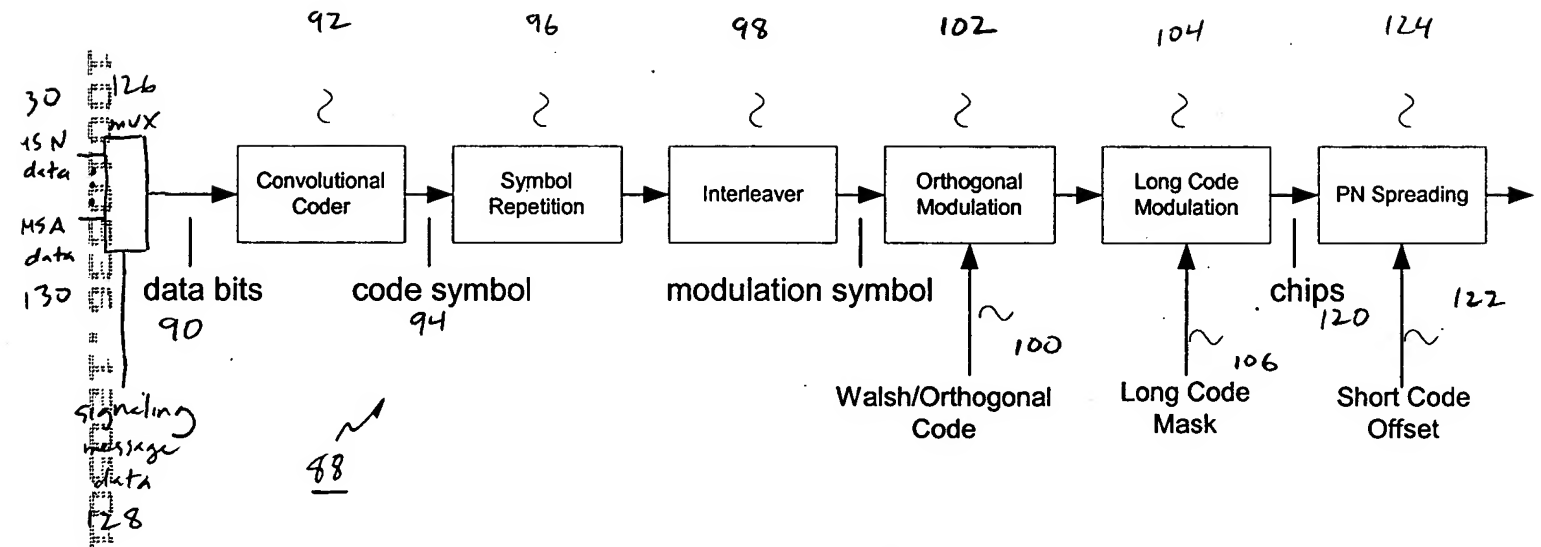 92 96 98 102 104 124
126
30
mux
data
MSA
data
130
Convolutional
Coder
Symbol
Repetition
Interleaver
Orthogonal
Modulation
Long Code
Modulation
PN Spreading
data bits
90
code symbol
94
modulation symbol
chips
120
122
100
106
Walsh/Orthogonal
Code
Long Code
Mask
Short Code
Offset
signaling
message
data
128
88